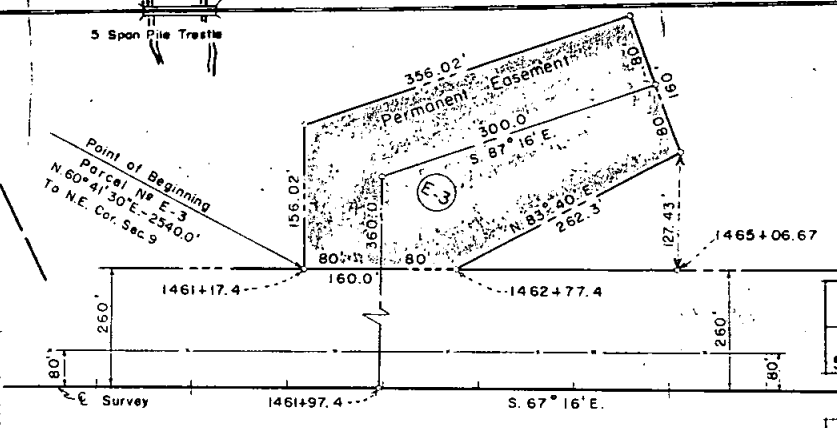 5 Span Pile Trestle
356.02'
Permanent Easement
80'
160'
80'
300.0'
S. 87° 16' E.
Point of Beginning
Parcel Nº E-3
N. 60° 41' 30" E. - 2540.0'
To N.E. Cor. Sec. 9
E-3
156.02'
360.0'
N. 83° 40' E.
262.3'
127.43'
1465+06.67
80'
80'
160.0'
1461+17.4
1462+77.4
260'
260'
80'
80'
℄ Survey
1461+97.4
S. 67° 16' E.